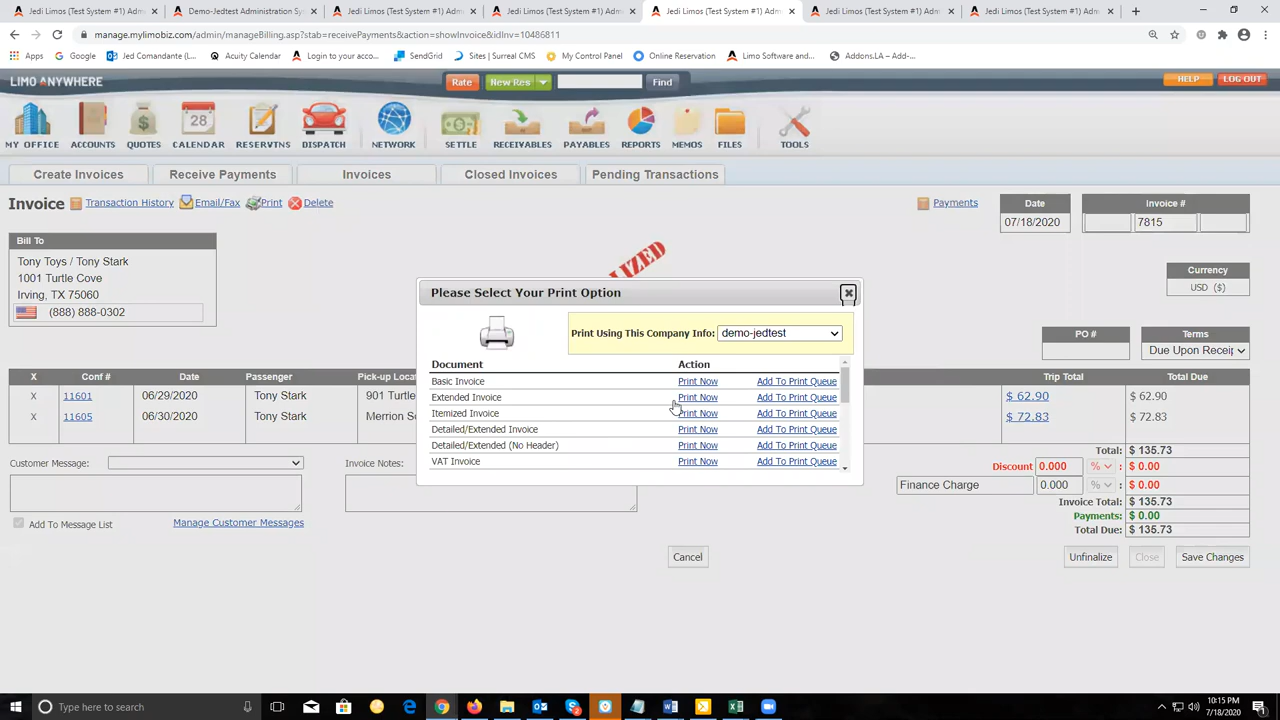 Jedi Limos (Test System #1) Adm
Demo-Jedtest Administration Sy
Jedi Limos (Test System #1) Adm
Jedi Limos (Test System #1) Adm
Jedi Limos (Test System #1) Adm
Jedi Limos (Test System #1) Adm
Jedi Limos (Test System #1) Adm
manage.mylimobiz.com/admin/manageBilling.asp?stab=receivePayments&action=showInvoice&idInv=10486811
Apps
Google
Jed Comandante (L...
Acuity Calendar
Login to your acco...
SendGrid
Sites | Surreal CMS
My Control Panel
Online Reservation
Limo Software and...
Addons.LA – Add-...
LIMO ANYWHERE
Rate
New Res
Find
HELP
LOG OUT
28
MY OFFICE
ACCOUNTS
QUOTES
CALENDAR
RESERVTNS
DISPATCH
NETWORK
SETTLE
RECEIVABLES
PAYABLES
REPORTS
MEMOS
FILES
TOOLS
Create Invoices
Receive Payments
Invoices
Closed Invoices
Pending Transactions
Invoice
Transaction History
Email/Fax
Print
Delete
Payments
Date
07/18/2020
Invoice #
7815
Bill To
Tony Toys / Tony Stark
1001 Turtle Cove
Irving, TX 75060
(888) 888-0302
Currency
USD ($)
PO #
Terms
Due Upon Receip
Please Select Your Print Option
Print Using This Company Info: demo-jedtest
Document Action
Basic Invoice Print Now Add To Print Queue
Extended Invoice Print Now Add To Print Queue
Itemized Invoice Print Now Add To Print Queue
Detailed/Extended Invoice Print Now Add To Print Queue
Detailed/Extended (No Header) Print Now Add To Print Queue
VAT Invoice Print Now Add To Print Queue
X Conf # Date Passenger Pick-up Locat Trip Total Total Due
X 11601 06/29/2020 Tony Stark 901 Turtle $ 62.90 $ 62.90
X 11605 06/30/2020 Tony Stark Merrion S $ 72.83 $ 72.83
Total: $ 135.73
Customer Message:
Invoice Notes:
Discount 0.000 % : $ 0.00
Finance Charge 0.000 % : $ 0.00
Invoice Total: $ 135.73
Payments: $ 0.00
Total Due: $ 135.73
Add To Message List
Manage Customer Messages
Cancel
Unfinalize
Close
Save Changes
Type here to search
10:15 PM
7/18/2020